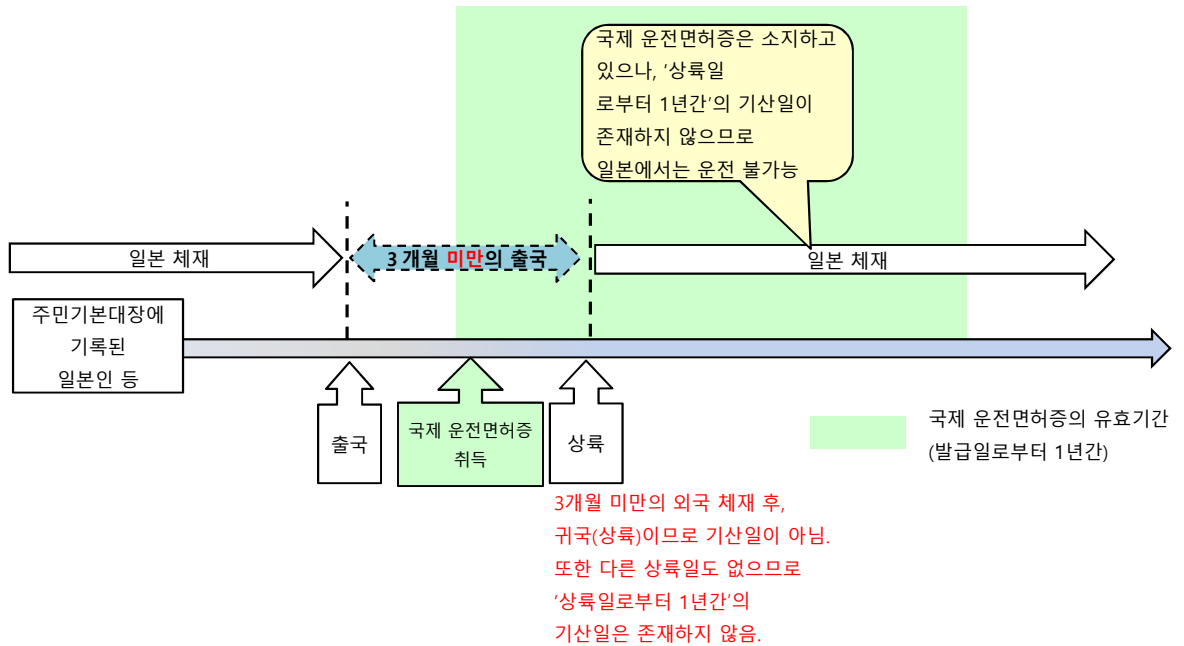 국제 운전면허증은 소지하고
있으나, ‘상륙일
로부터 1년간’의 기산일이
존재하지 않으므로
일본에서는 운전 불가능
일본 체재
3개월 미만의 출국
일본 체재
주민기본대장에
기록된
일본인 등
출국
국제 운전면허증
취득
상륙
국제 운전면허증의 유효기간
(발급일로부터 1년간)
3개월 미만의 외국 체재 후,
귀국(상륙)이므로 기산일이 아님.
또한 다른 상륙일도 없으므로
‘상륙일로부터 1년간’의
기산일은 존재하지 않음.